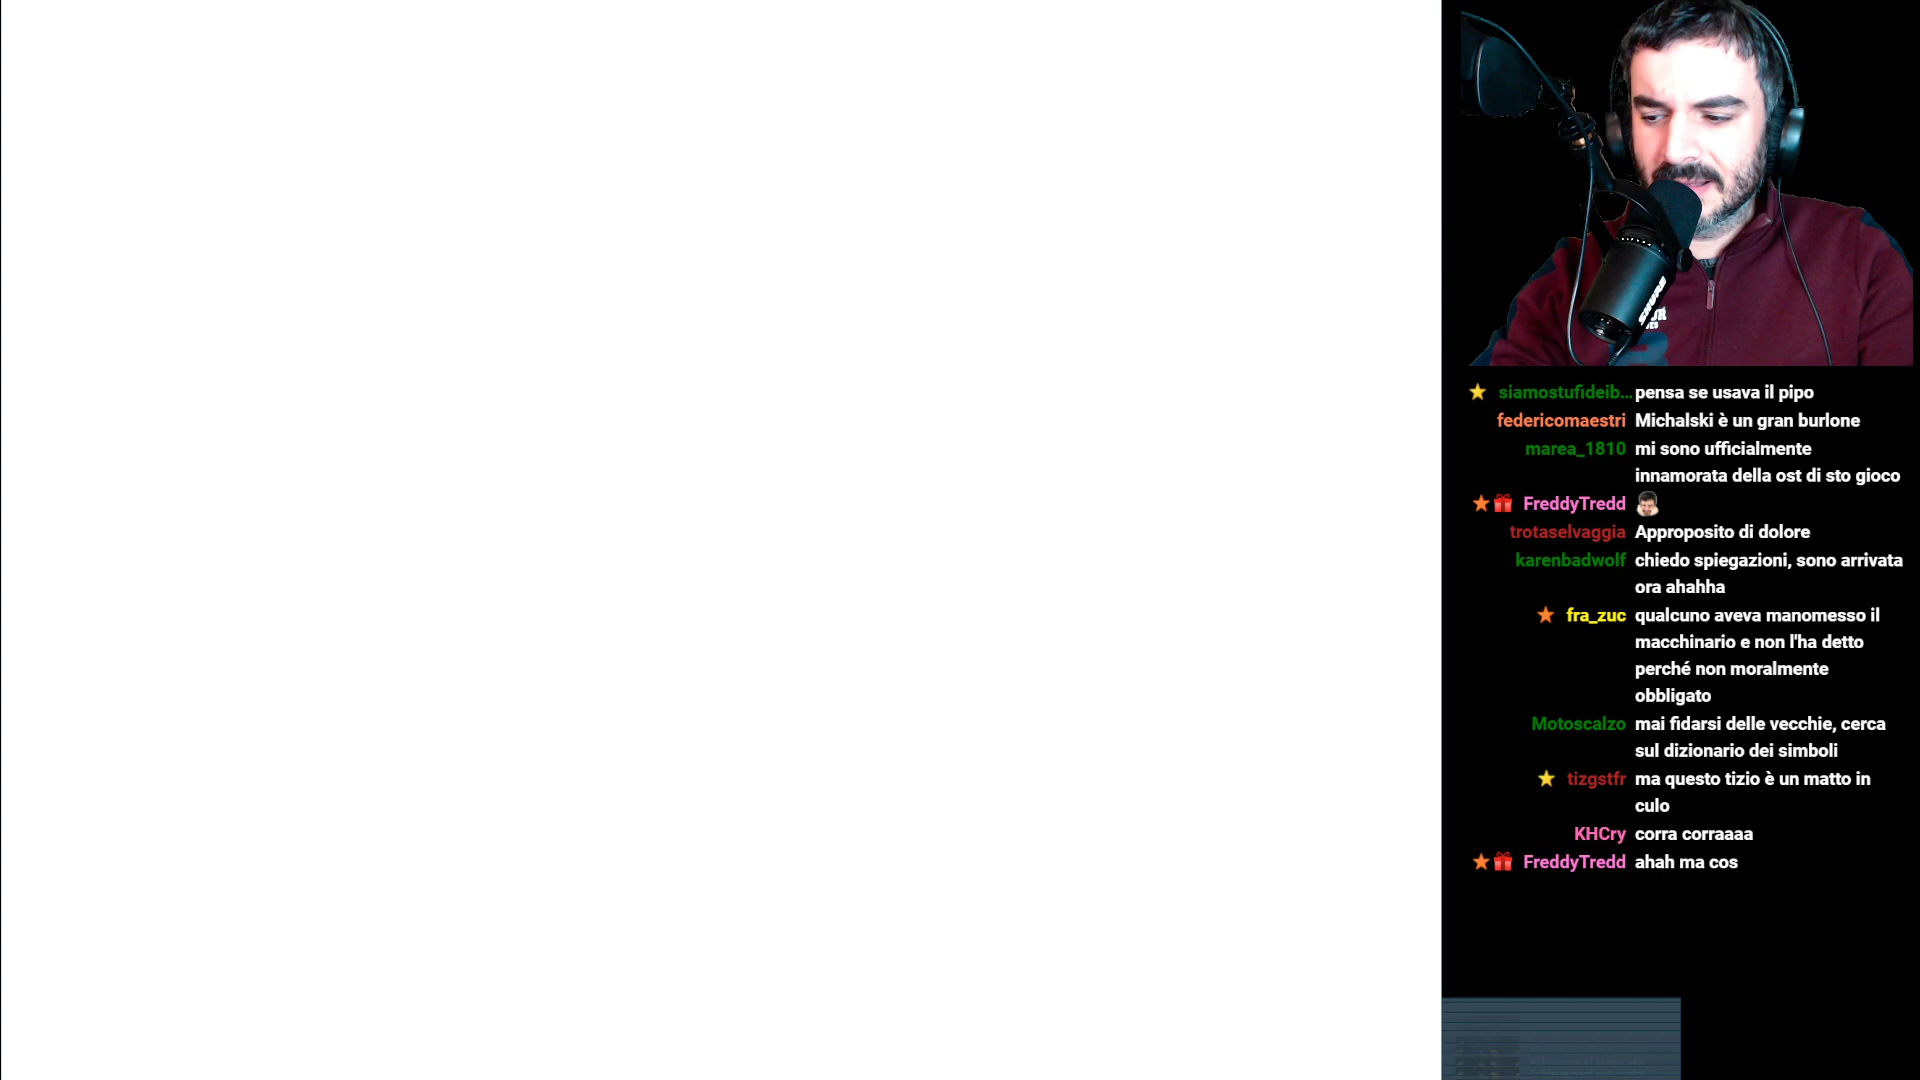 SHURE
siamostufideib... pensa se usava il pipo
federicomaestri Michalski è un gran burlone
marea_1810 mi sono ufficialmente
innamorata della ost di sto gioco
FreddyTredd
trotaselvaggia Approposito di dolore
karenbadwolf chiedo spiegazioni, sono arrivata
ora ahahha
fra_zuc qualcuno aveva manomesso il
macchinario e non l'ha detto
perché non moralmente
obbligato
Motoscalzo mai fidarsi delle vecchie, cerca
sul dizionario dei simboli
tizgstfr ma questo tizio è un matto in
culo
KHCry corra corraaaa
FreddyTredd ahah ma cos